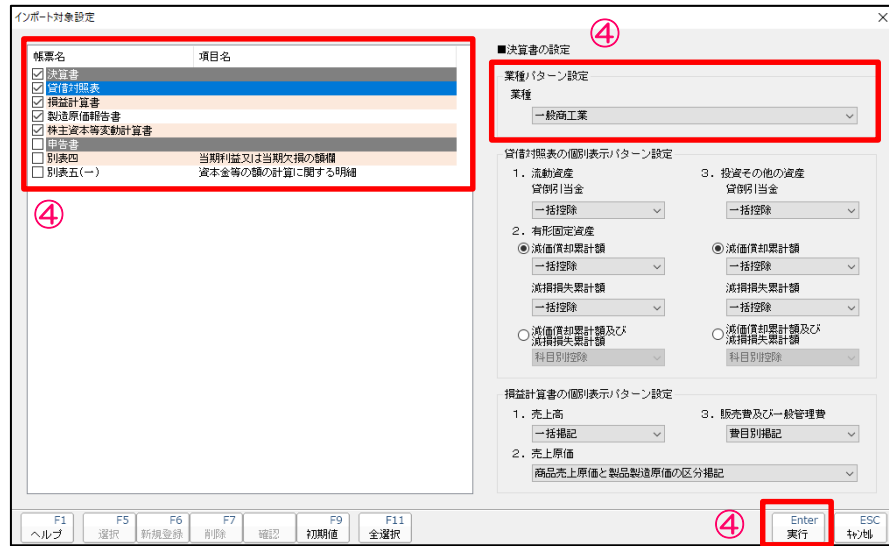 インポート対象設定
帳票名 項目名
決算書
貸借対照表
損益計算書
製造原価報告書
株主資本等変動計算書
申告書
別表四 当期利益又は当期欠損の額欄
別表五(一) 資本金等の額の計算に関する明細
④
④
■決算書の設定
業種パターン設定
業種
一般商工業
貸借対照表の個別表示パターン設定
1. 流動資産
貸倒引当金
一括控除
2. 有形固定資産
減価償却累計額
一括控除
減損損失累計額
一括控除
減価償却累計額及び
減損損失累計額
科目別控除
3. 投資その他の資産
貸倒引当金
一括控除
減価償却累計額
一括控除
減損損失累計額
一括控除
減価償却累計額及び
減損損失累計額
科目別控除
損益計算書の個別表示パターン設定
1. 売上高
一括掲記
3. 販売費及び一般管理費
費目別掲記
2. 売上原価
商品売上原価と製品製造原価の区分掲記
F1 ヘルプ
F5 選択
F6 新規登録
F7 削除
確認
F9 初期値
F11 全選択
④
Enter 実行
ESC ｷｬﾝｾﾙ